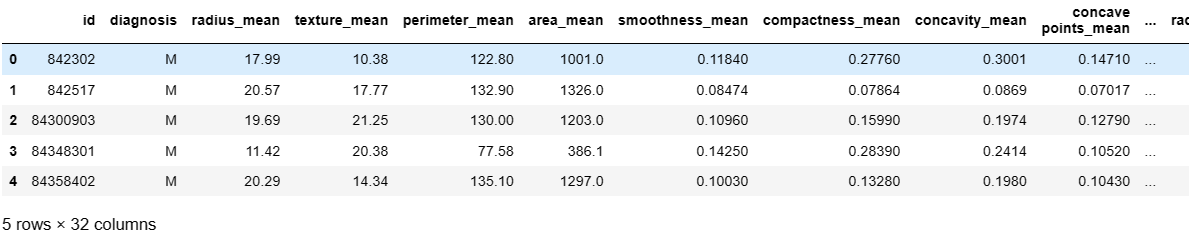 id diagnosis radius_mean texture_mean perimeter_mean area_mean smoothness_mean compactness_mean concavity_mean concave points_mean ... rac
0 842302 M 17.99 10.38 122.80 1001.0 0.11840 0.27760 0.3001 0.14710 ...
1 842517 M 20.57 17.77 132.90 1326.0 0.08474 0.07864 0.0869 0.07017 ...
2 84300903 M 19.69 21.25 130.00 1203.0 0.10960 0.15990 0.1974 0.12790 ...
3 84348301 M 11.42 20.38 77.58 386.1 0.14250 0.28390 0.2414 0.10520 ...
4 84358402 M 20.29 14.34 135.10 1297.0 0.10030 0.13280 0.1980 0.10430 ...
5 rows × 32 columns